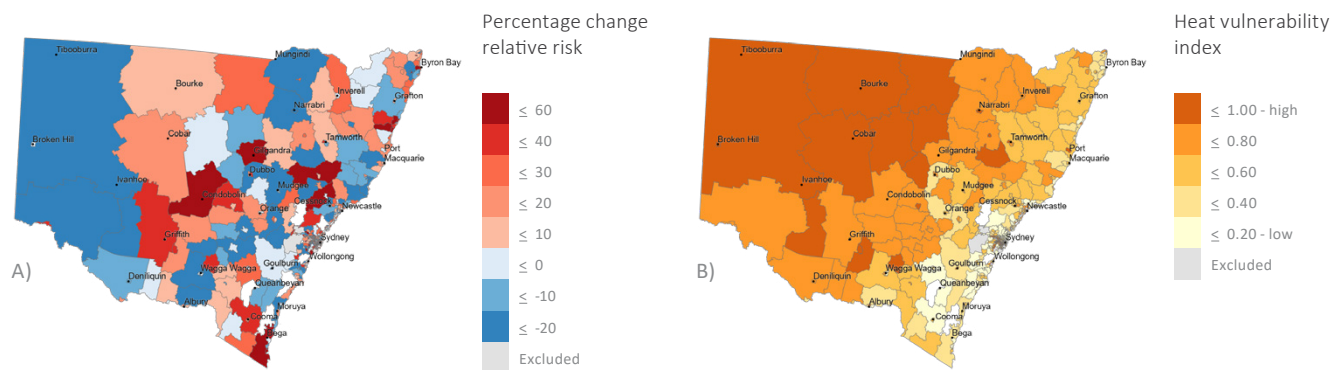 Percentage change
relative risk
≤ 60
≤ 40
≤ 30
≤ 20
≤ 10
≤ 0
≤ -10
≤ -20
Excluded
A)
Tibooburra
Mungindi
Byron Bay
Bourke
Inverell
Grafton
Narrabri
Cobar
Tamworth
Broken Hill
Gilgandra
Port
Macquarie
Dubbo
Ivanhoe
Mudgee
Condobolin
Cessnock
Newcastle
Orange
Griffith
Sydney
Wollongong
Wagga Wagga
Goulburn
Deniliquin
Queanbeyan
Albury
Moruya
Cooma
Bega
Heat vulnerability
index
≤ 1.00 - high
≤ 0.80
≤ 0.60
≤ 0.40
≤ 0.20 - low
Excluded
B)
Tibooburra
Mungindi
Byron Bay
Bourke
Inverell
Grafton
Narrabri
Cobar
Tamworth
Broken Hill
Gilgandra
Port
Macquarie
Dubbo
Ivanhoe
Mudgee
Condobolin
Cessnock
Newcastle
Orange
Griffith
Sydney
Wollongong
Wagga Wagga
Goulburn
Deniliquin
Queanbeyan
Albury
Moruya
Cooma
Bega